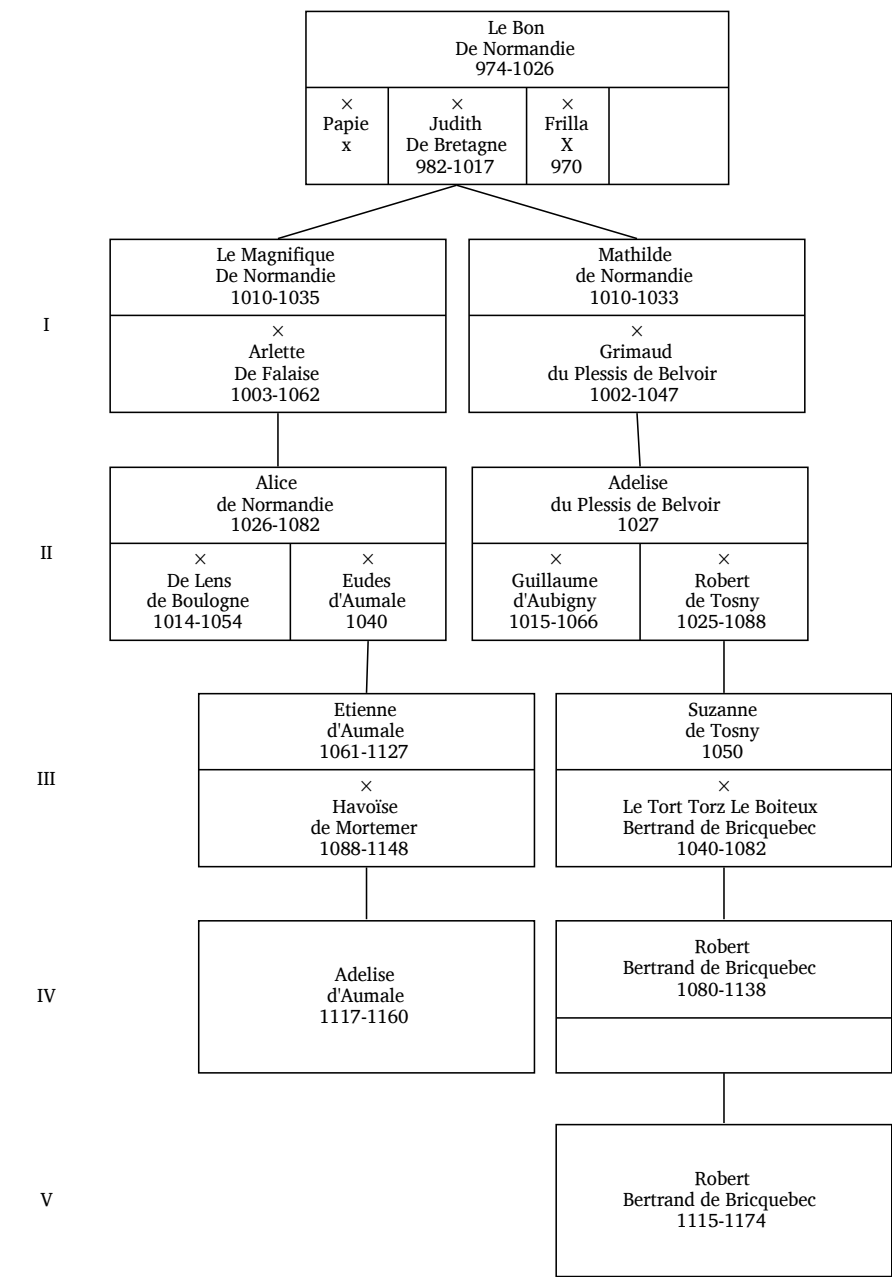 Le Bon
De Normandie
974-1026
×
Papie
x
×
Judith
De Bretagne
982-1017
×
Frilla
X
970
I
Le Magnifique
De Normandie
1010-1035
×
Arlette
De Falaise
1003-1062
Mathilde
de Normandie
1010-1033
×
Grimaud
du Plessis de Belvoir
1002-1047
II
Alice
de Normandie
1026-1082
×
De Lens
de Boulogne
1014-1054
×
Eudes
d'Aumale
1040
Adelise
du Plessis de Belvoir
1027
×
Guillaume
d'Aubigny
1015-1066
×
Robert
de Tosny
1025-1088
III
Etienne
d'Aumale
1061-1127
×
Havoïse
de Mortemer
1088-1148
Suzanne
de Tosny
1050
×
Le Tort Torz Le Boiteux
Bertrand de Bricquebec
1040-1082
IV
Adelise
d'Aumale
1117-1160
Robert
Bertrand de Bricquebec
1080-1138
V
Robert
Bertrand de Bricquebec
1115-1174